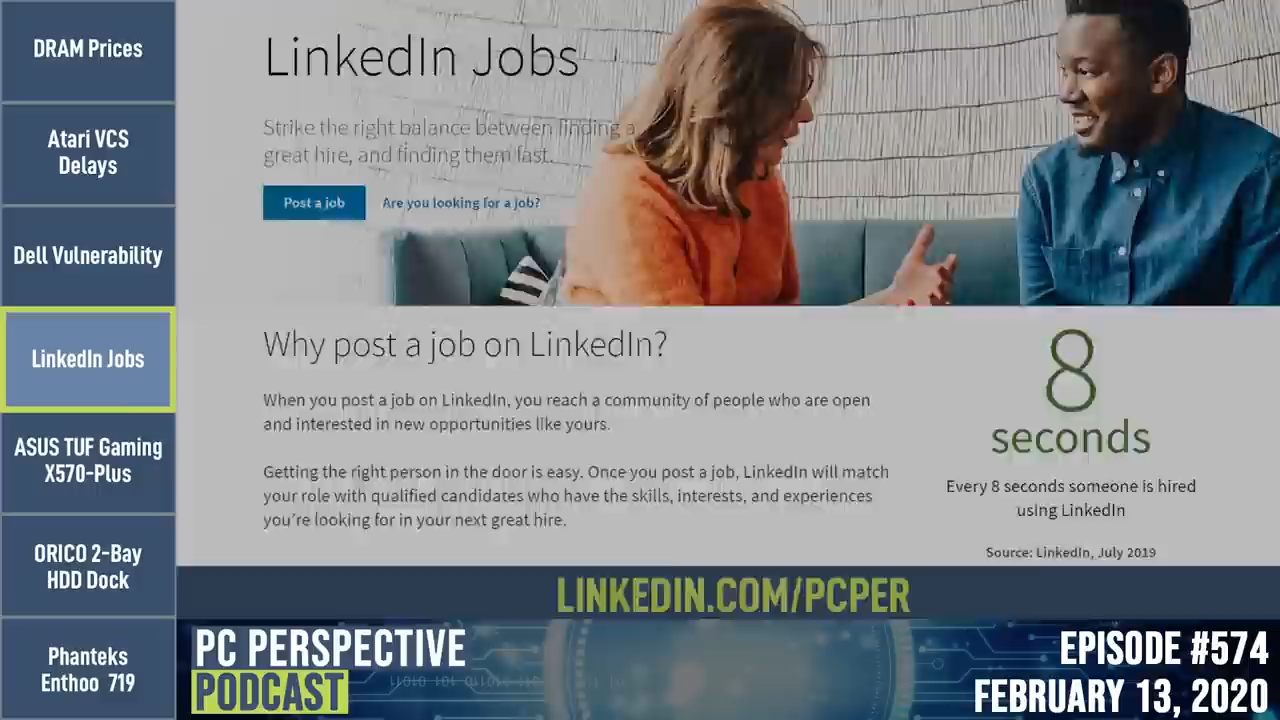 DRAM Prices
Atari VCS
Delays
Dell Vulnerability
LinkedIn Jobs
ASUS TUF Gaming
X570-Plus
ORICO 2-Bay
HDD Dock
Phanteks
Enthoo 719
LinkedIn Jobs
Strike the right balance between finding a
great hire, and finding them fast.
Post a job
Are you looking for a job?
Why post a job on LinkedIn?
When you post a job on LinkedIn, you reach a community of people who are open
and interested in new opportunities like yours.
Getting the right person in the door is easy. Once you post a job, LinkedIn will match
your role with qualified candidates who have the skills, interests, and experiences
you're looking for in your next great hire.
8
seconds
Every 8 seconds someone is hired
using LinkedIn
Source: LinkedIn, July 2019
LINKEDIN.COM/PCPER
PC PERSPECTIVE
PODCAST
EPISODE #574
FEBRUARY 13, 2020